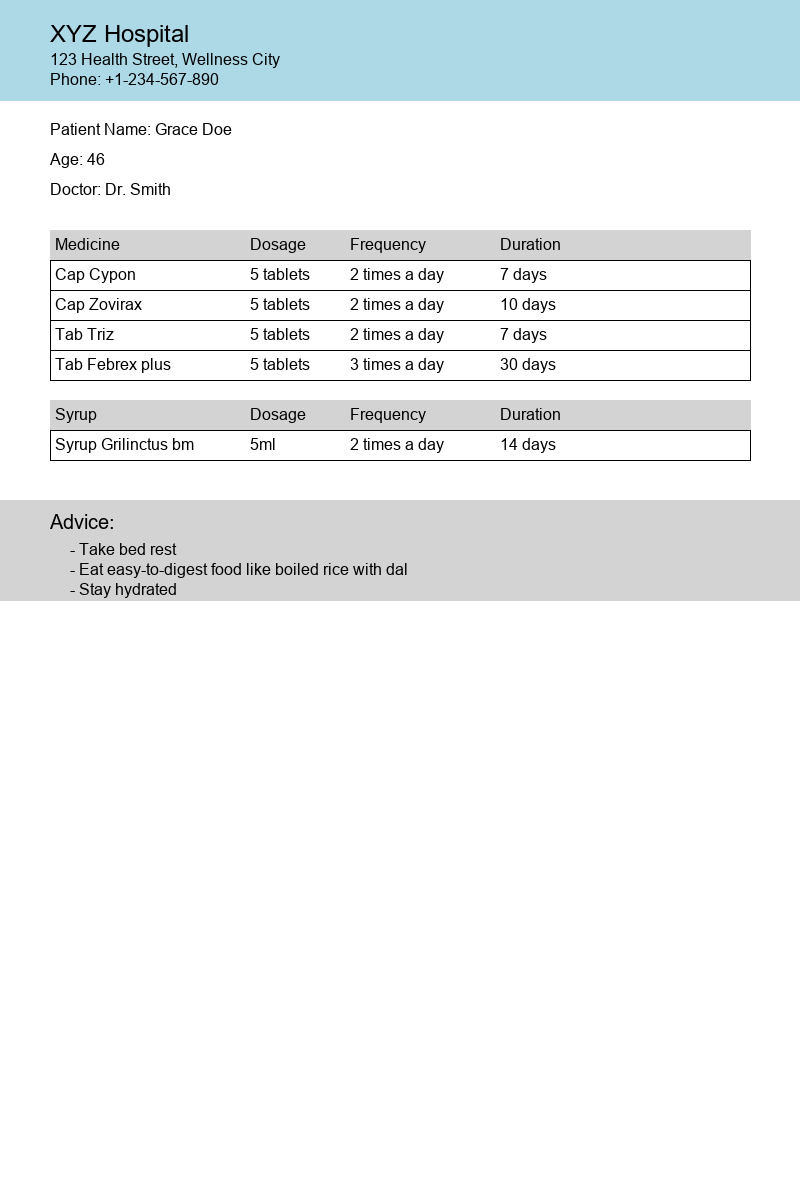 XYZ Hospital
123 Health Street, Wellness City
Phone: +1-234-567-890
Patient Name: Grace Doe
Age: 46
Doctor: Dr. Smith
Medicine Dosage Frequency Duration
Cap Cypon 5 tablets 2 times a day 7 days
Cap Zovirax 5 tablets 2 times a day 10 days
Tab Triz 5 tablets 2 times a day 7 days
Tab Febrex plus 5 tablets 3 times a day 30 days
Syrup Dosage Frequency Duration
Syrup Grilinctus bm 5ml 2 times a day 14 days
Advice:
- Take bed rest
- Eat easy-to-digest food like boiled rice with dal
- Stay hydrated